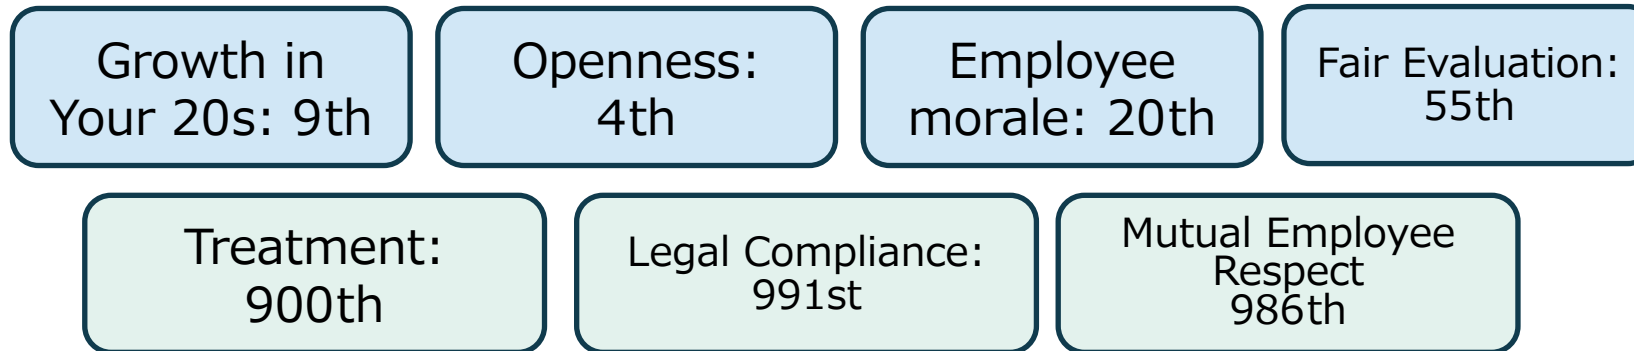 Growth in
Your 20s: 9th
Openness:
4th
Employee
morale: 20th
Fair Evaluation:
55th
Treatment:
900th
Legal Compliance:
991st
Mutual Employee
Respect
986th